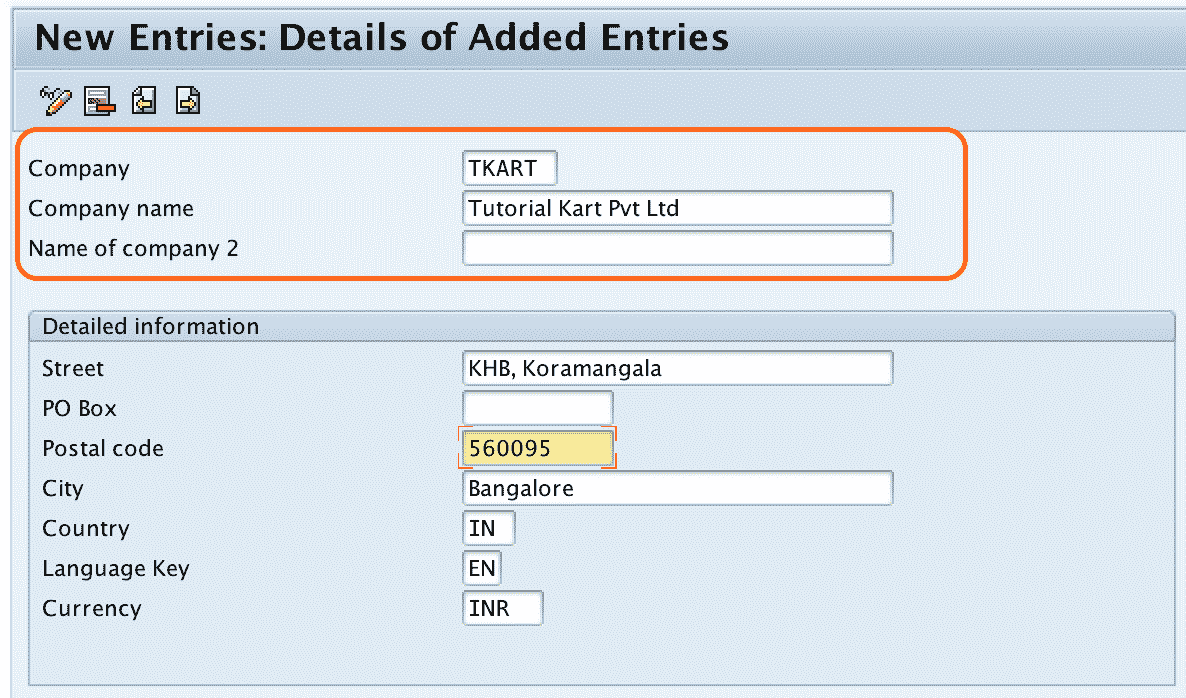 New Entries: Details of Added Entries
Company TKART
Company name Tutorial Kart Pvt Ltd
Name of company 2
Detailed information
Street KHB, Koramangala
PO Box
Postal code 560095
City Bangalore
Country IN
Language Key EN
Currency INR